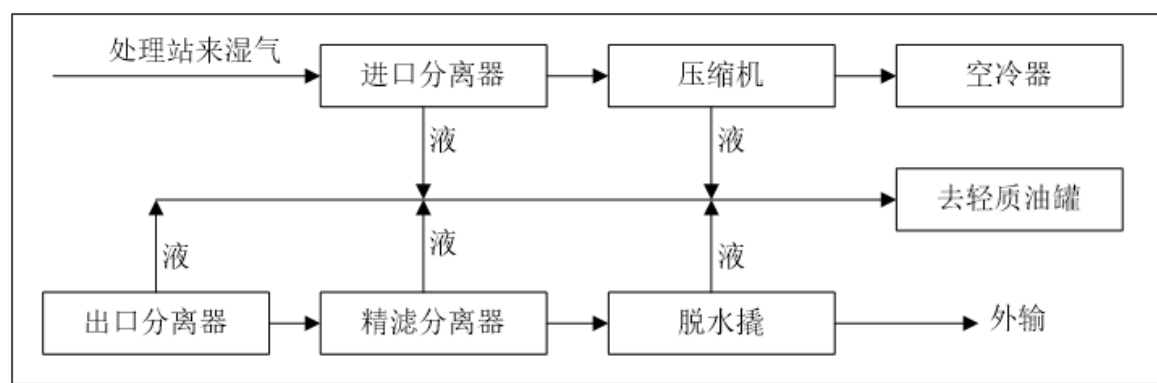 处理站来湿气
进口分离器
压缩机
空冷器
液
液
去轻质油罐
液
液
液
出口分离器
精滤分离器
脱水撬
外输